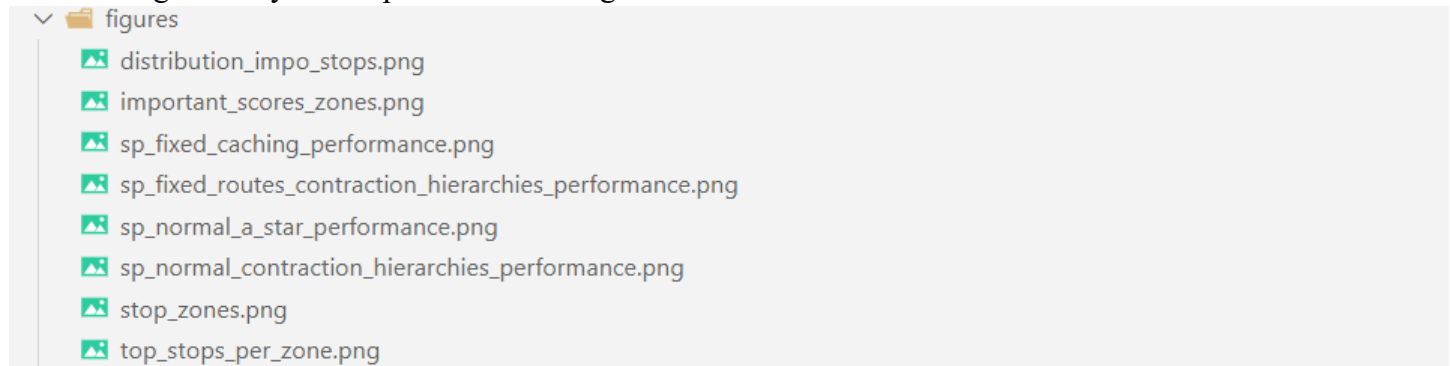 figures
distribution_impo_stops.png
important_scores_zones.png
sp_fixed_caching_performance.png
sp_fixed_routes_contraction_hierarchies_performance.png
sp_normal_a_star_performance.png
sp_normal_contraction_hierarchies_performance.png
stop_zones.png
top_stops_per_zone.png